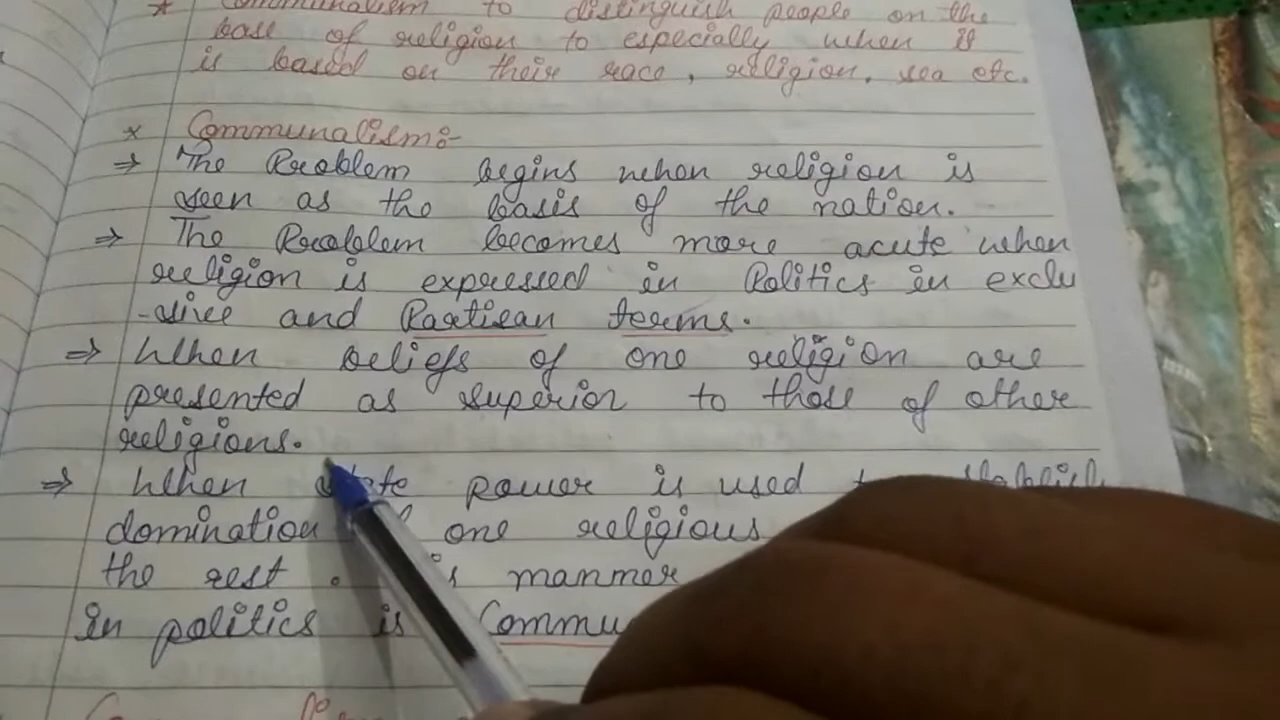 * Communalism to distinguish people on the
base of religion to especially when it
is based on their race, religion, sea etc.
* Communalism:-
⇒ The Problem begins when religion is
seen as the basis of the nation.
⇒ The Problem becomes more acute when
religion is expressed in Politics in exclu
-sive and Partisan terms.
⇒ When beliefs of one religion are
presented as superior to those of other
religions.
⇒ When state power is used
domination one religious
the rest. manner
in politics is Commu